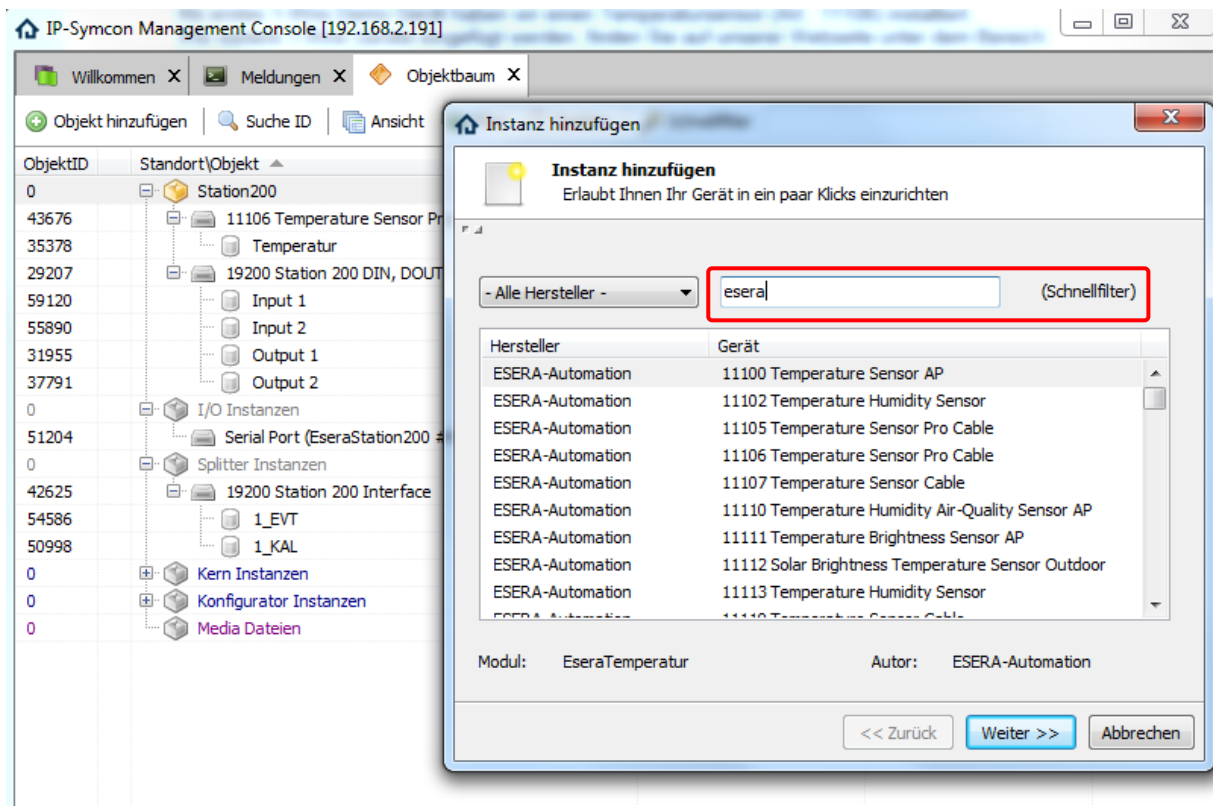 IP-Symcon Management Console [192.168.2.191]
Willkommen X Meldungen X Objektbaum X
Objekt hinzufügen Suche ID Ansicht
ObjektID Standort\Objekt
0 Station200
43676 11106 Temperature Sensor Pr
35378 Temperatur
29207 19200 Station 200 DIN, DOUT
59120 Input 1
55890 Input 2
31955 Output 1
37791 Output 2
0 I/O Instanzen
51204 Serial Port (EseraStation200 #
0 Splitter Instanzen
42625 19200 Station 200 Interface
54586 1_EVT
50998 1_KAL
0 Kern Instanzen
0 Konfigurator Instanzen
0 Media Dateien
Instanz hinzufügen
Instanz hinzufügen
Erlaubt Ihnen Ihr Gerät in ein paar Klicks einzurichten
- Alle Hersteller - esera (Schnellfilter)
Hersteller Gerät
ESERA-Automation 11100 Temperature Sensor AP
ESERA-Automation 11102 Temperature Humidity Sensor
ESERA-Automation 11105 Temperature Sensor Pro Cable
ESERA-Automation 11106 Temperature Sensor Pro Cable
ESERA-Automation 11107 Temperature Sensor Cable
ESERA-Automation 11110 Temperature Humidity Air-Quality Sensor AP
ESERA-Automation 11111 Temperature Brightness Sensor AP
ESERA-Automation 11112 Solar Brightness Temperature Sensor Outdoor
ESERA-Automation 11113 Temperature Humidity Sensor
Modul: EseraTemperatur Autor: ESERA-Automation
<< Zurück Weiter >> Abbrechen